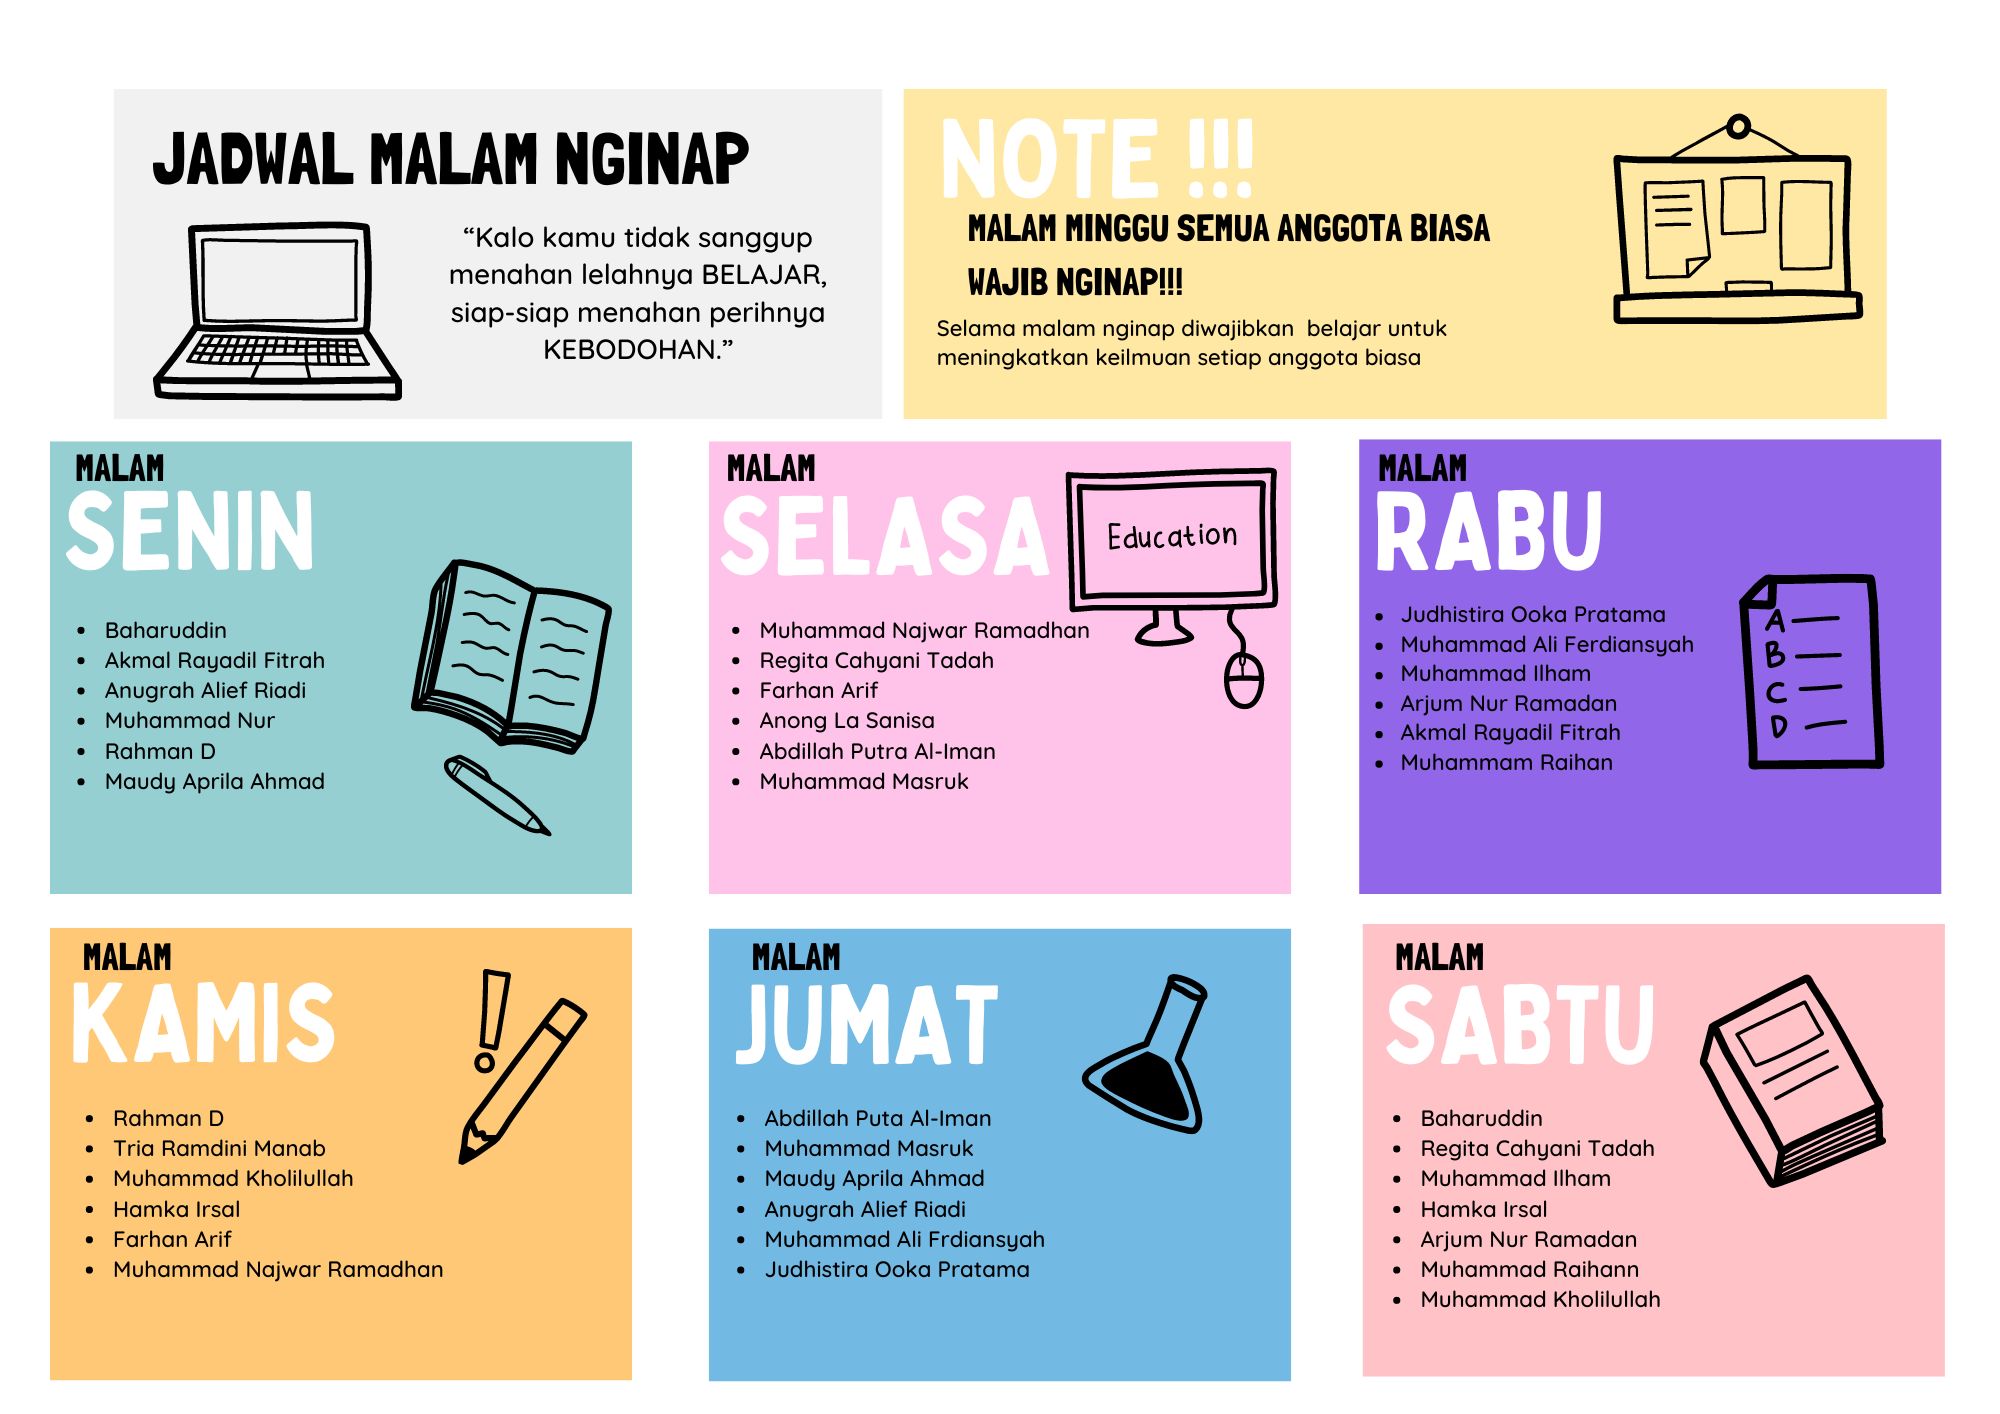 JADWAL MALAM NGINAP
“Kalo kamu tidak sanggup
menahan lelahnya BELAJAR,
siap-siap menahan perihnya
KEBODOHAN.”
NOTE !!!
MALAM MINGGU SEMUA ANGGOTA BIASA
WAJIB NGINAP!!!
Selama malam nginap diwajibkan  belajar untuk
meningkatkan keilmuan setiap anggota biasa
MALAM
SENIN
• Baharuddin
• Akmal Rayadil Fitrah
• Anugrah Alief Riadi
• Muhammad Nur
• Rahman D
• Maudy Aprila Ahmad
MALAM
SELASA
Education
• Muhammad Najwar Ramadhan
• Regita Cahyani Tadah
• Farhan Arif
• Anong La Sanisa
• Abdillah Putra Al-Iman
• Muhammad Masruk
MALAM
RABU
• Judhistira Ooka Pratama
• Muhammad Ali Ferdiansyah
• Muhammad Ilham
• Arjum Nur Ramadan
• Akmal Rayadil Fitrah
• Muhammam Raihan
A
B
C
D
MALAM
KAMIS
• Rahman D
• Tria Ramdini Manab
• Muhammad Kholilullah
• Hamka Irsal
• Farhan Arif
• Muhammad Najwar Ramadhan
MALAM
JUMAT
• Abdillah Puta Al-Iman
• Muhammad Masruk
• Maudy Aprila Ahmad
• Anugrah Alief Riadi
• Muhammad Ali Frdiansyah
• Judhistira Ooka Pratama
MALAM
SABTU
• Baharuddin
• Regita Cahyani Tadah
• Muhammad Ilham
• Hamka Irsal
• Arjum Nur Ramadan
• Muhammad Raihann
• Muhammad Kholilullah